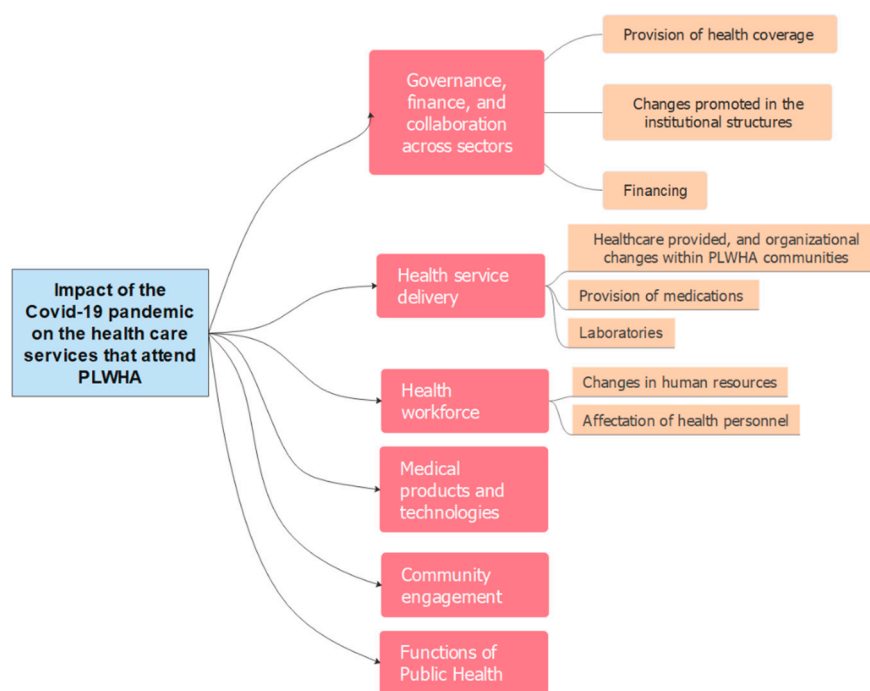 Impact of the
Covid-19 pandemic
on the health care
services that attend
PLWHA
Governance,
finance, and
collaboration
across sectors
Provision of health coverage
Changes promoted in the
institutional structures
Financing
Health service
delivery
Healthcare provided, and organizational
changes within PLWHA communities
Provision of medications
Laboratories
Health
workforce
Changes in human resources
Affectation of health personnel
Medical
products and
technologies
Community
engagement
Functions of
Public Health